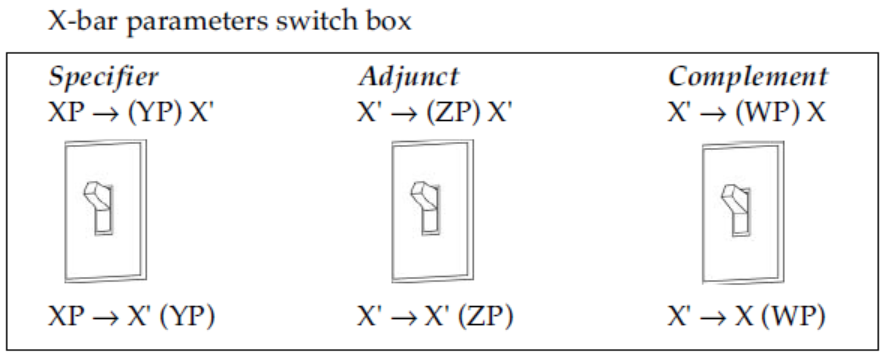 X-bar parameters switch box
Specifier Adjunct Complement
XP → (YP) X' X' → (ZP) X' X' → (WP) X
XP → X' (YP) X' → X' (ZP) X' → X (WP)